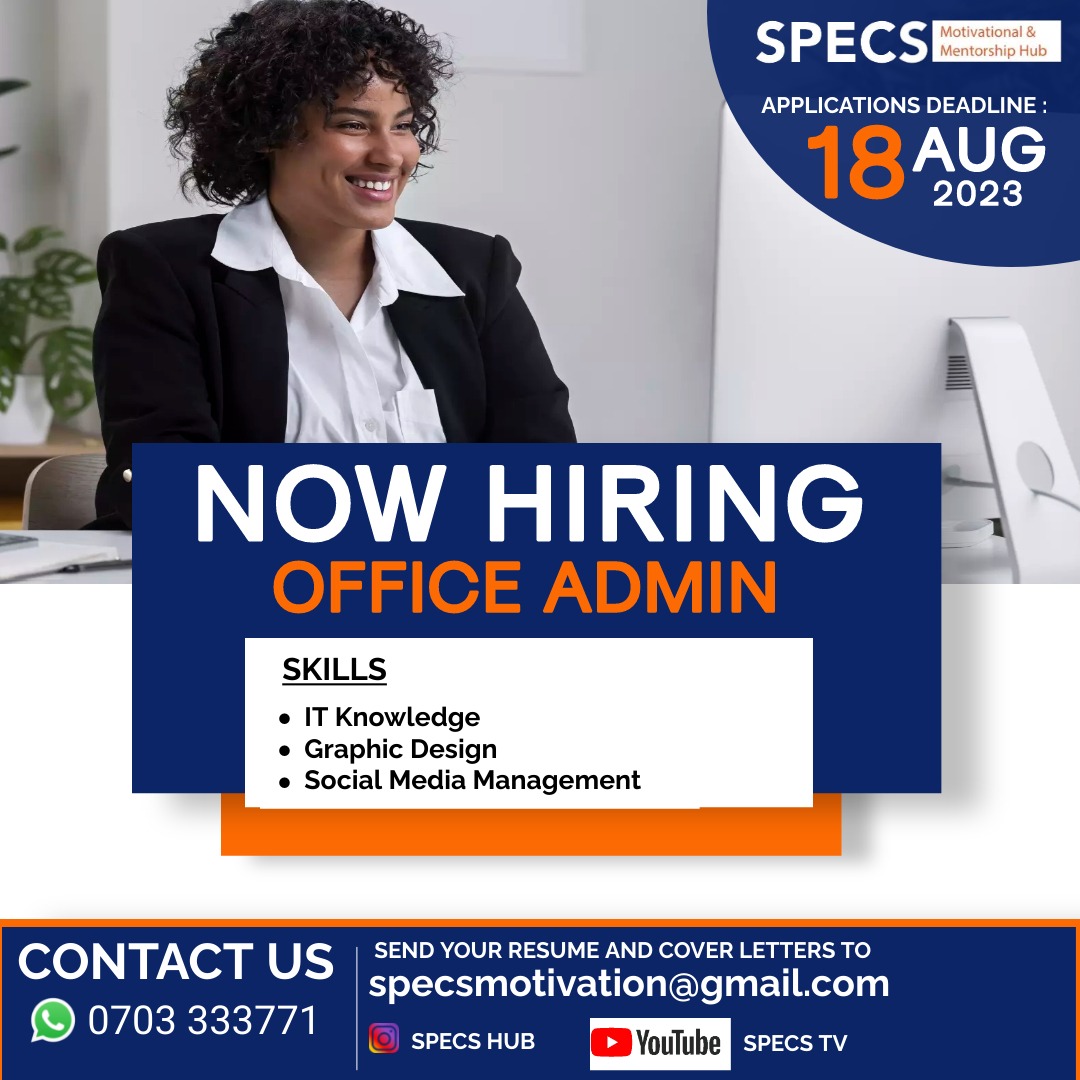 SPECS
Motivational &
Mentorship Hub
APPLICATIONS DEADLINE :
18 AUG
2023
NOW HIRING
OFFICE ADMIN
SKILLS
• IT Knowledge
• Graphic Design
• Social Media Management
CONTACT US
0703 333771
SEND YOUR RESUME AND COVER LETTERS TO
specsmotivation@gmail.com
SPECS HUB
YouTube SPECS TV